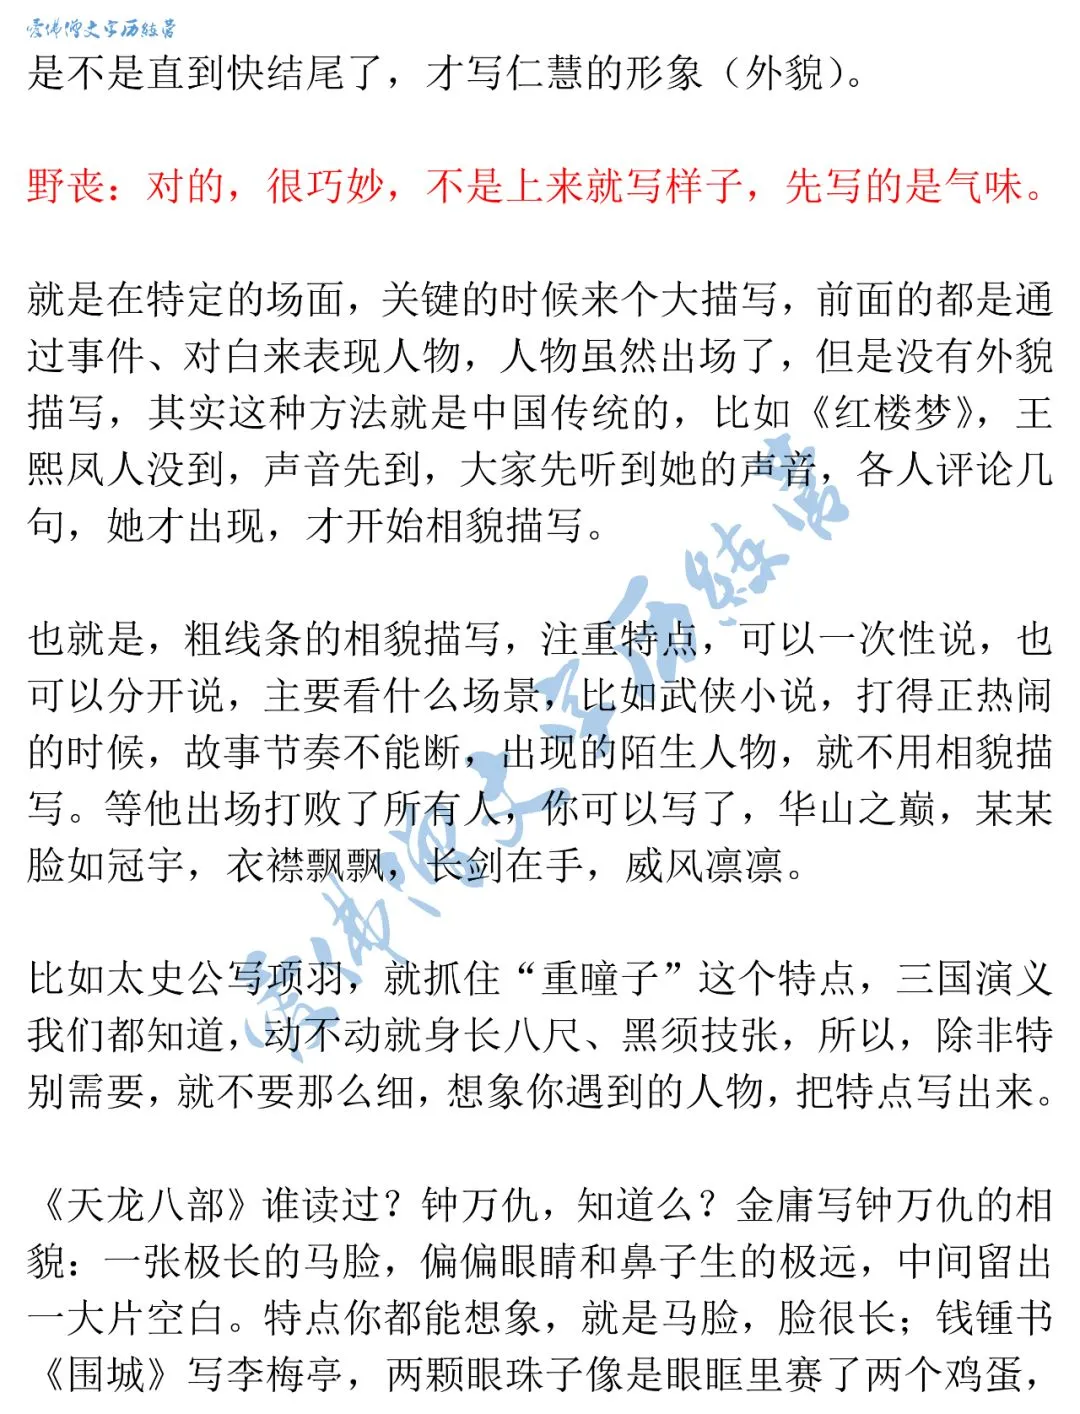 爱佛僧文字历练营
是不是直到快结尾了，才写仁慧的形象（外貌）。
野丧：对的，很巧妙，不是上来就写样子，先写的是气味。
就是在特定的场面，关键的时候来个大描写，前面的都是通
过事件、对白来表现人物，人物虽然出场了，但是没有外貌
描写，其实这种方法就是中国传统的，比如《红楼梦》，王
熙凤人没到，声音先到，大家先听到她的声音，各人评论几
句，她才出现，才开始相貌描写。
也就是，粗线条的相貌描写，注重特点，可以一次性说，也
可以分开说，主要看什么场景，比如武侠小说，打得正热闹
的时候，故事节奏不能断，出现的陌生人物，就不用相貌描
写。等他出场打败了所有人，你可以写了，华山之巅，某某
脸如冠宇，衣襟飘飘，长剑在手，威风凛凛。
比如太史公写项羽，就抓住“重瞳子”这个特点，三国演义
我们都知道，动不动就身长八尺、黑须技张，所以，除非特
别需要，就不要那么细，想象你遇到的人物，把特点写出来。
《天龙八部》谁读过？钟万仇，知道么？金庸写钟万仇的相
貌：一张极长的马脸，偏偏眼睛和鼻子生的极远，中间留出
一大片空白。特点你都能想象，就是马脸，脸很长；钱锺书
《围城》写李梅亭，两颗眼珠子像是眼眶里赛了两个鸡蛋，